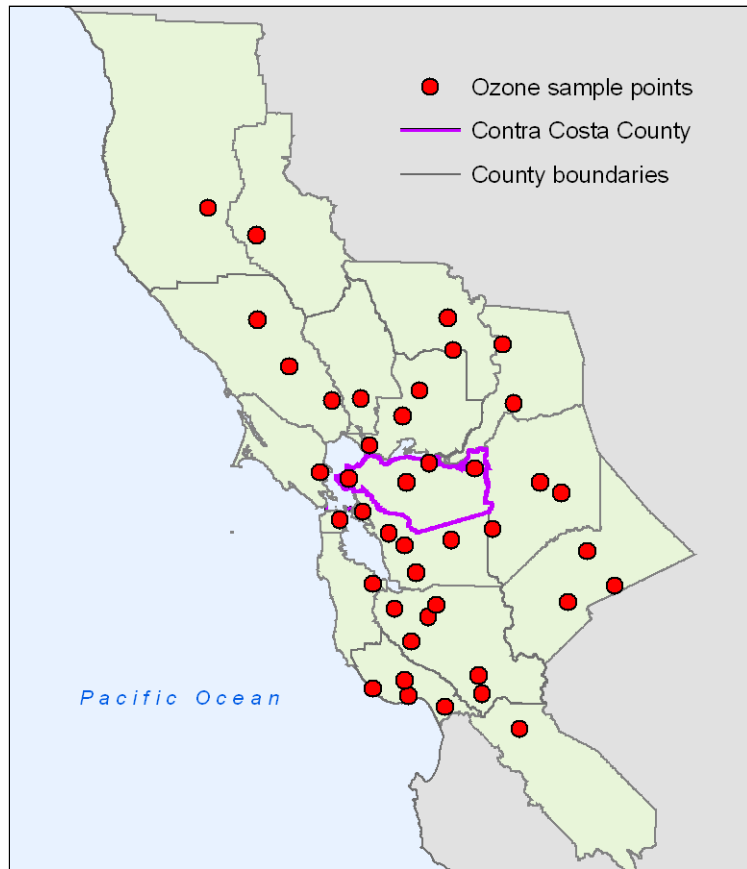 Ozone sample points
Contra Costa County
County boundaries
Pacific Ocean